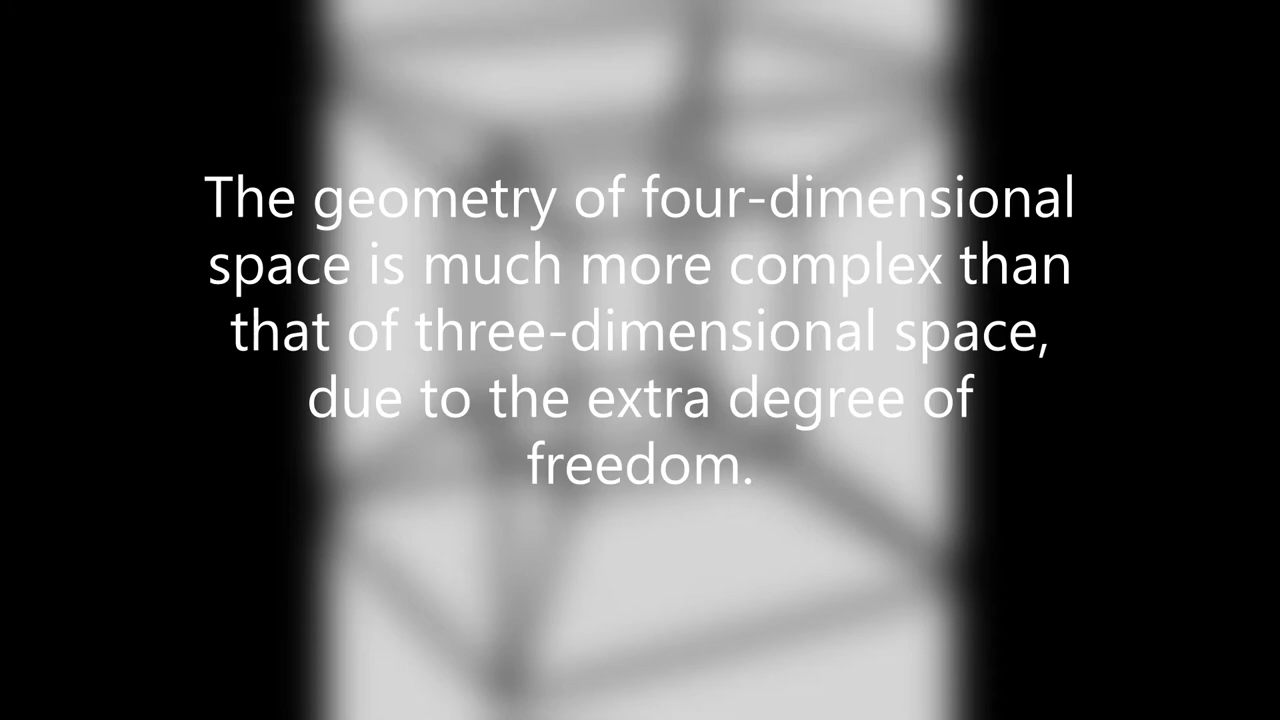 The geometry of four-dimensional
space is much more complex than
that of three-dimensional space,
due to the extra degree of
freedom.